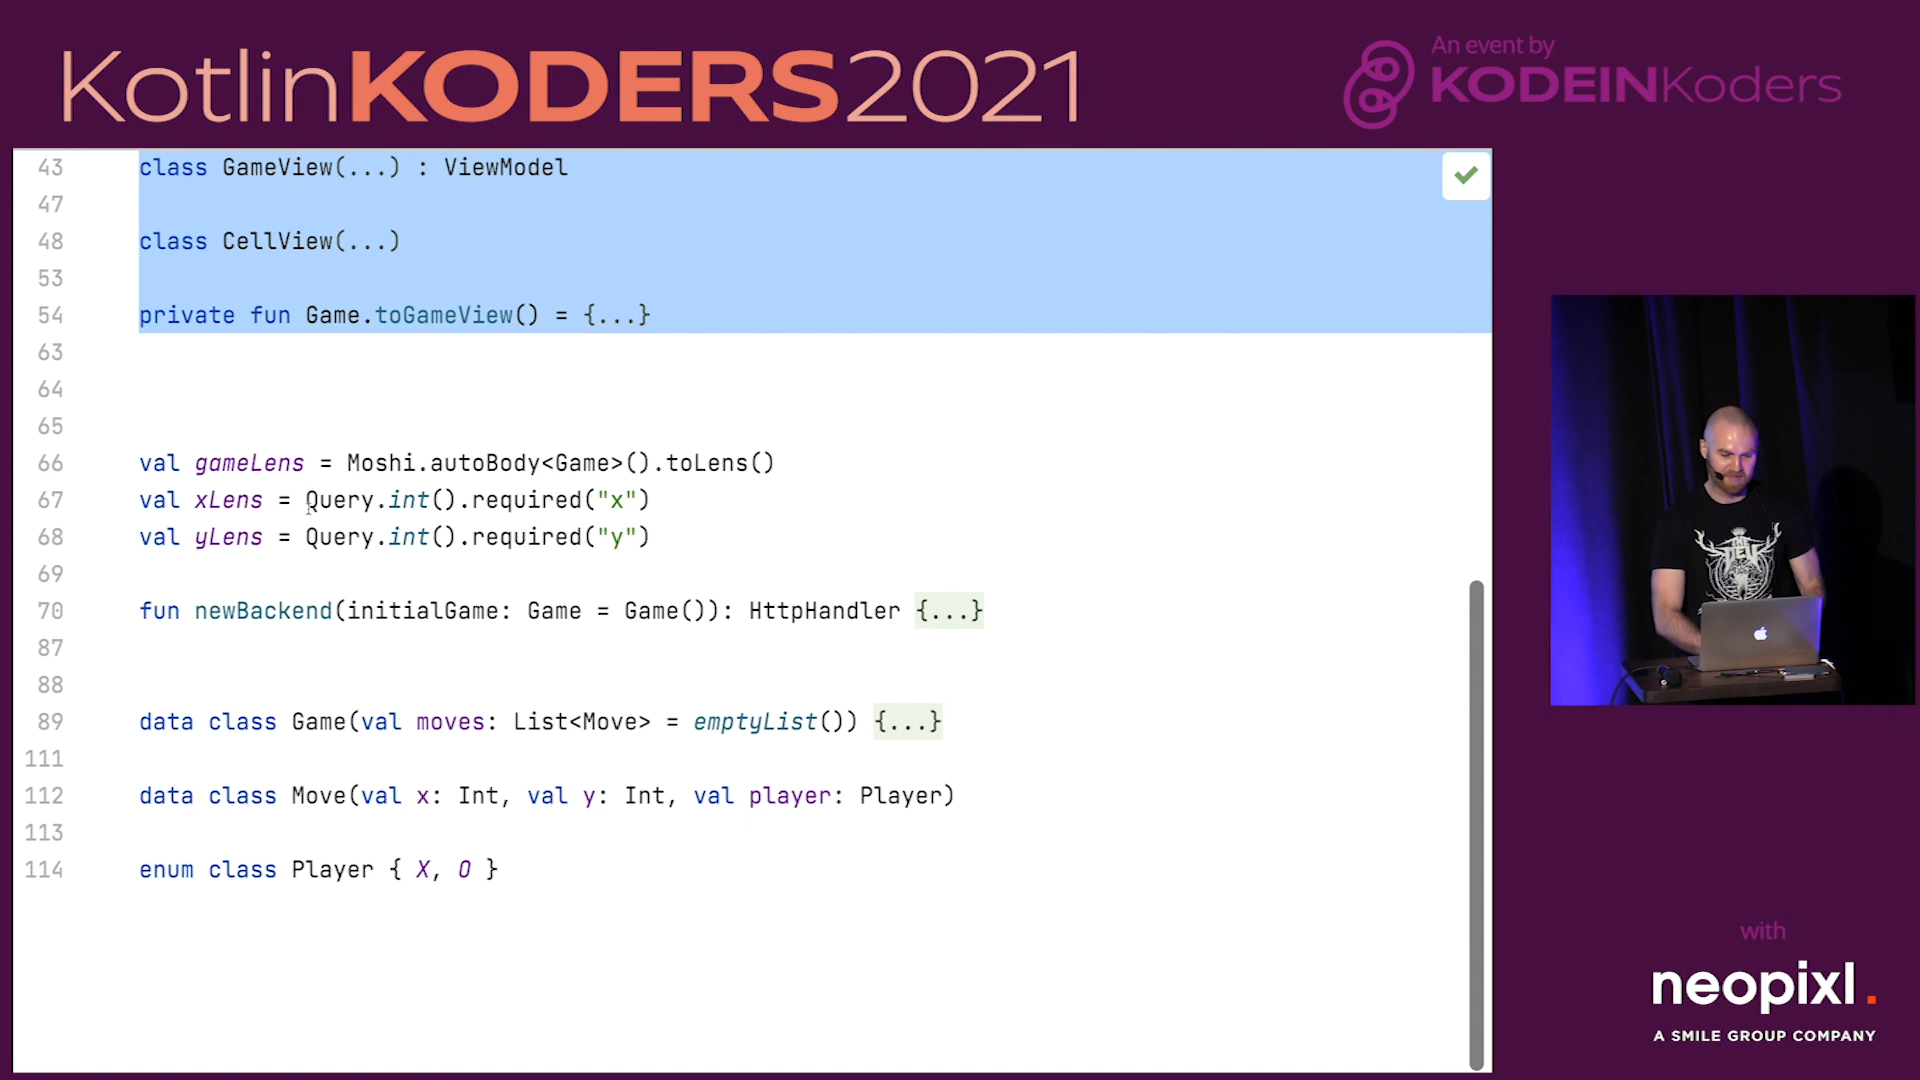 KotlinKODERS2021
An event by
KODEINKoders
43 class GameView(...) : ViewModel
47
48 class CellView(...)
53
54 private fun Game.toGameView() = {...}
63
64
65
66 val gameLens = Moshi.autoBody<Game>().toLens()
67 val xLens = Query.int().required("x")
68 val yLens = Query.int().required("y")
69
70 fun newBackend(initialGame: Game = Game()): HttpHandler {...}
87
88
89 data class Game(val moves: List<Move> = emptyList()) {...}
111
112 data class Move(val x: Int, val y: Int, val player: Player)
113
114 enum class Player { X, O }
with
neopixl.
A SMILE GROUP COMPANY